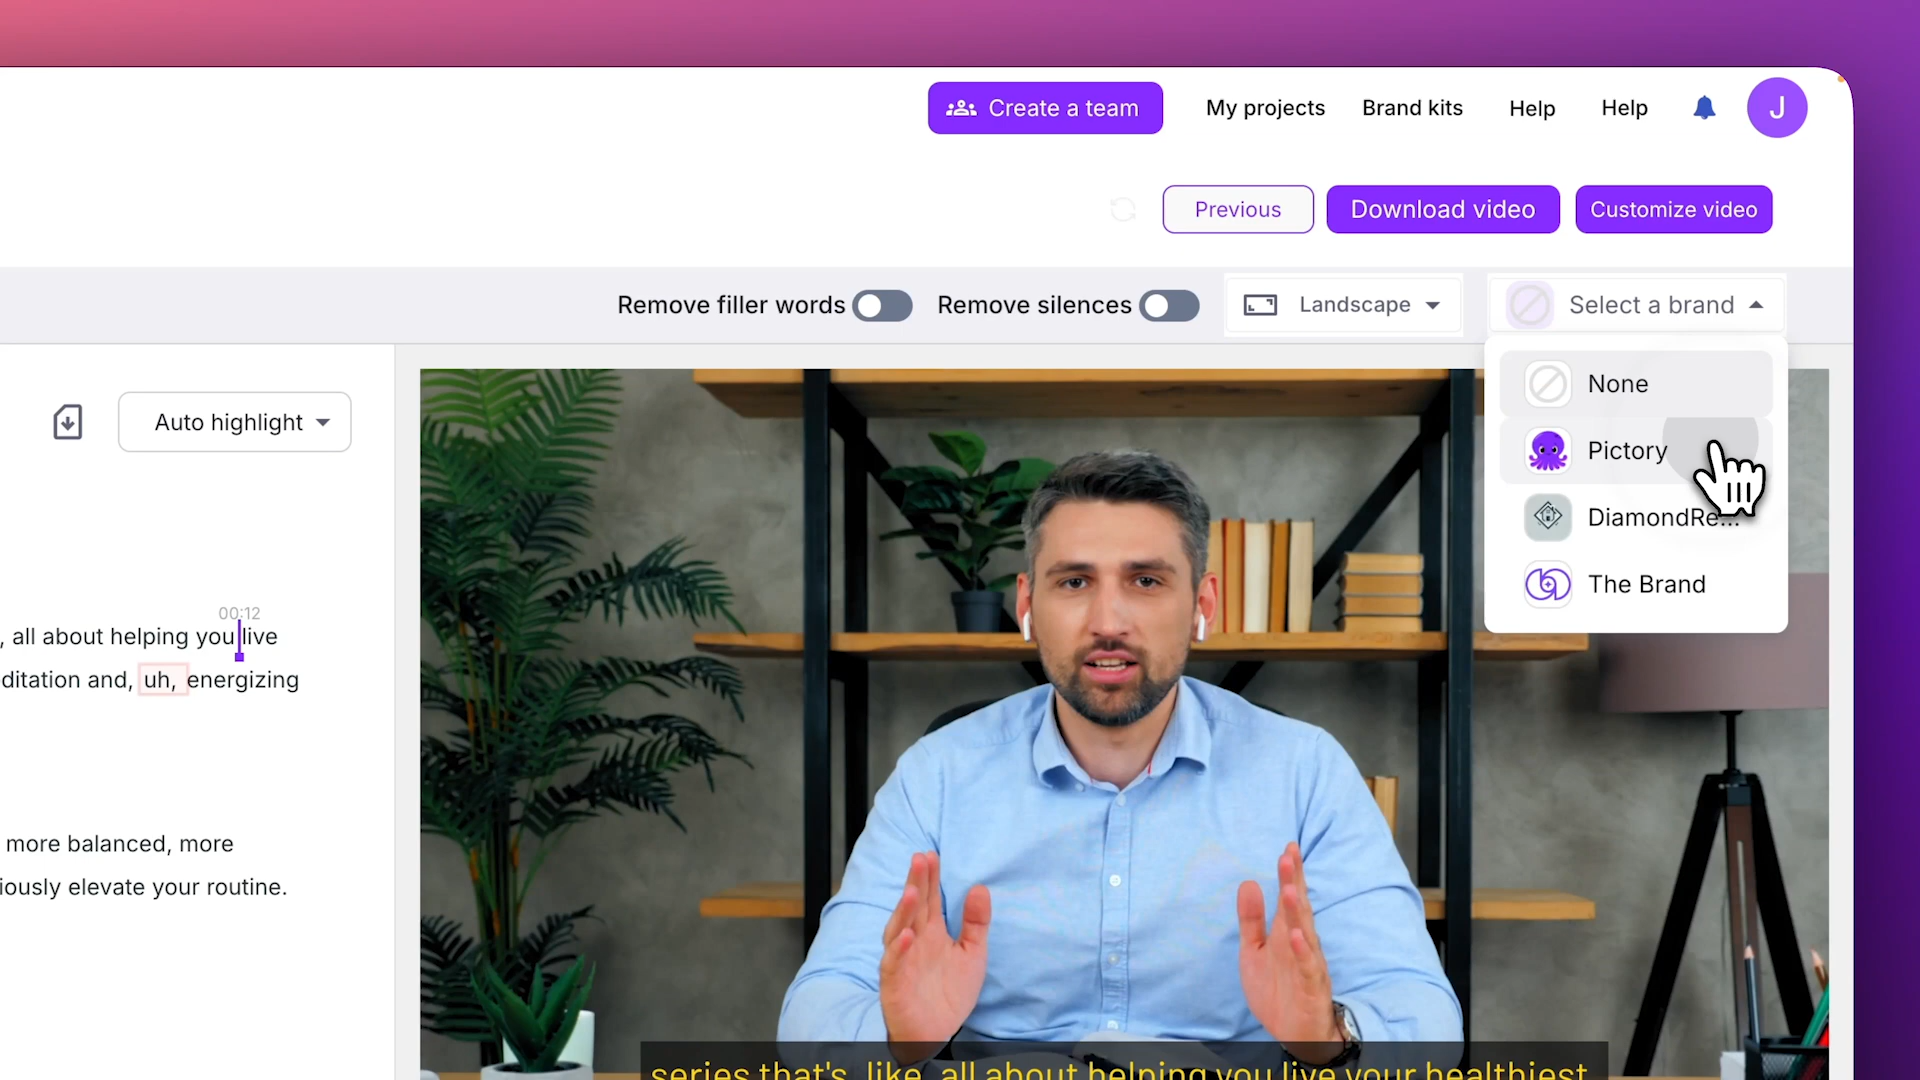 Create a team
My projects
Brand kits
Help
Help
J
Previous
Download video
Customize video
Remove filler words
Remove silences
Landscape
Select a brand
None
Pictory
DiamondRe...
The Brand
Auto highlight
00:12
, all about helping you live
ditation and, uh, energizing
more balanced, more
iously elevate your routine.
series that's, like, all about helping you live your healthiest